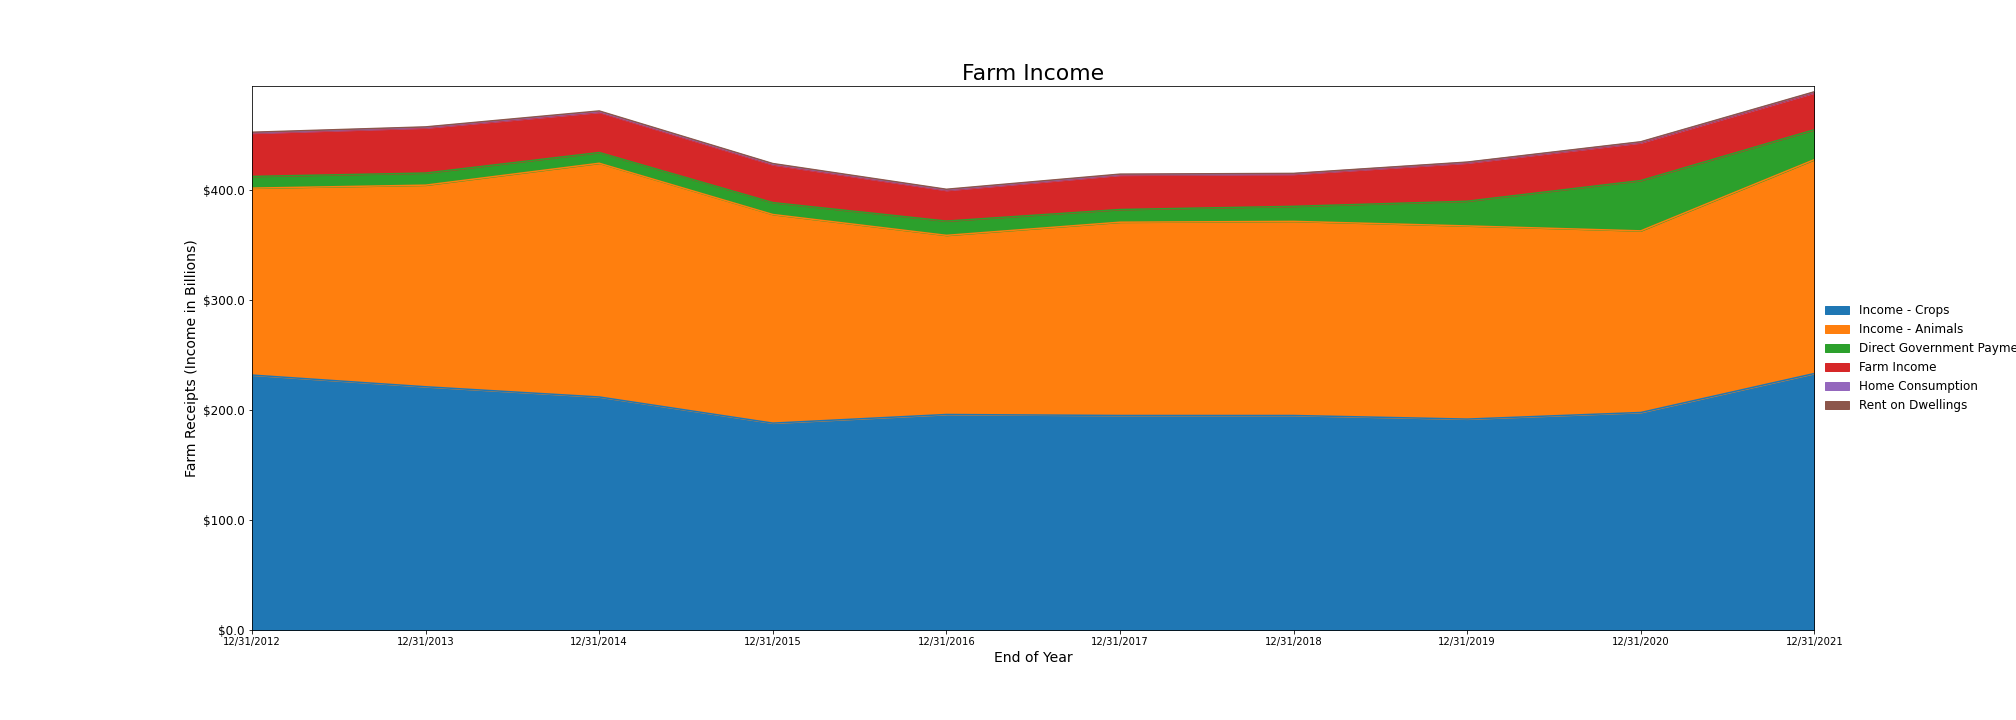 Farm Income
Farm Receipts (Income in Billions)
$400.0
$300.0
$200.0
$100.0
$0.0
12/31/2012 12/31/2013 12/31/2014 12/31/2015 12/31/2016 12/31/2017 12/31/2018 12/31/2019 12/31/2020 12/31/2021
End of Year
Income - Crops
Income - Animals
Direct Government Payme
Farm Income
Home Consumption
Rent on Dwellings